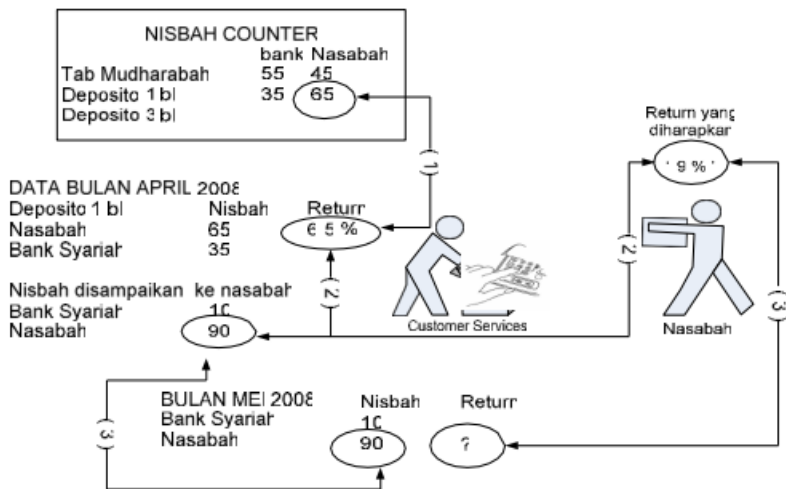 NISBAH COUNTER
bank Nasabah
Tab Mudharabah 55 45
Deposito 1 bl 35 65
Deposito 3 bl
Return yang
diharapkan
9 %
( 1 )
DATA BULAN APRIL 2008
Deposito 1 bl Nisbah Return
Nasabah 65 6 5 %
Bank Syariah 35
( 2 )
( 2 )
Nisbah disampaikan ke nasabah
Bank Syariah 10
Nasabah 90
Customer Services
Nasabah
( 3 )
BULAN MEI 2008 Nisbah Return
Bank Syariah 10
Nasabah 90 ?
( 3 )